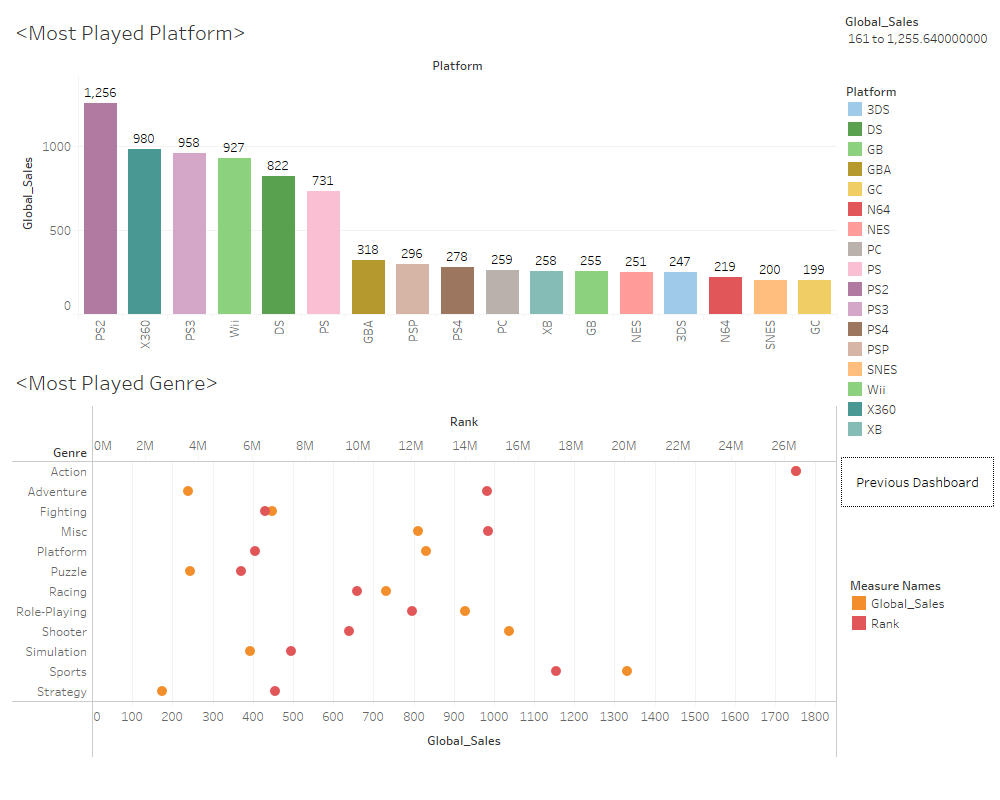 <Most Played Platform>
Platform
Global_Sales
1000
500
0
1,256
980
958
927
822
731
318
296
278
259
258
255
251
247
219
200
199
PS2
X360
PS3
Wii
DS
PS
GBA
PSP
PS4
PC
XB
GB
NES
3DS
N64
SNES
GC
Global_Sales
161 to 1,255.640000000
Platform
3DS
DS
GB
GBA
GC
N64
NES
PC
PS
PS2
PS3
PS4
PSP
SNES
Wii
X360
XB
Previous Dashboard
<Most Played Genre>
Rank
0M 2M 4M 6M 8M 10M 12M 14M 16M 18M 20M 22M 24M 26M
Genre
Action
Adventure
Fighting
Misc
Platform
Puzzle
Racing
Role-Playing
Shooter
Simulation
Sports
Strategy
0 100 200 300 400 500 600 700 800 900 1000 1100 1200 1300 1400 1500 1600 1700 1800
Global_Sales
Measure Names
Global_Sales
Rank